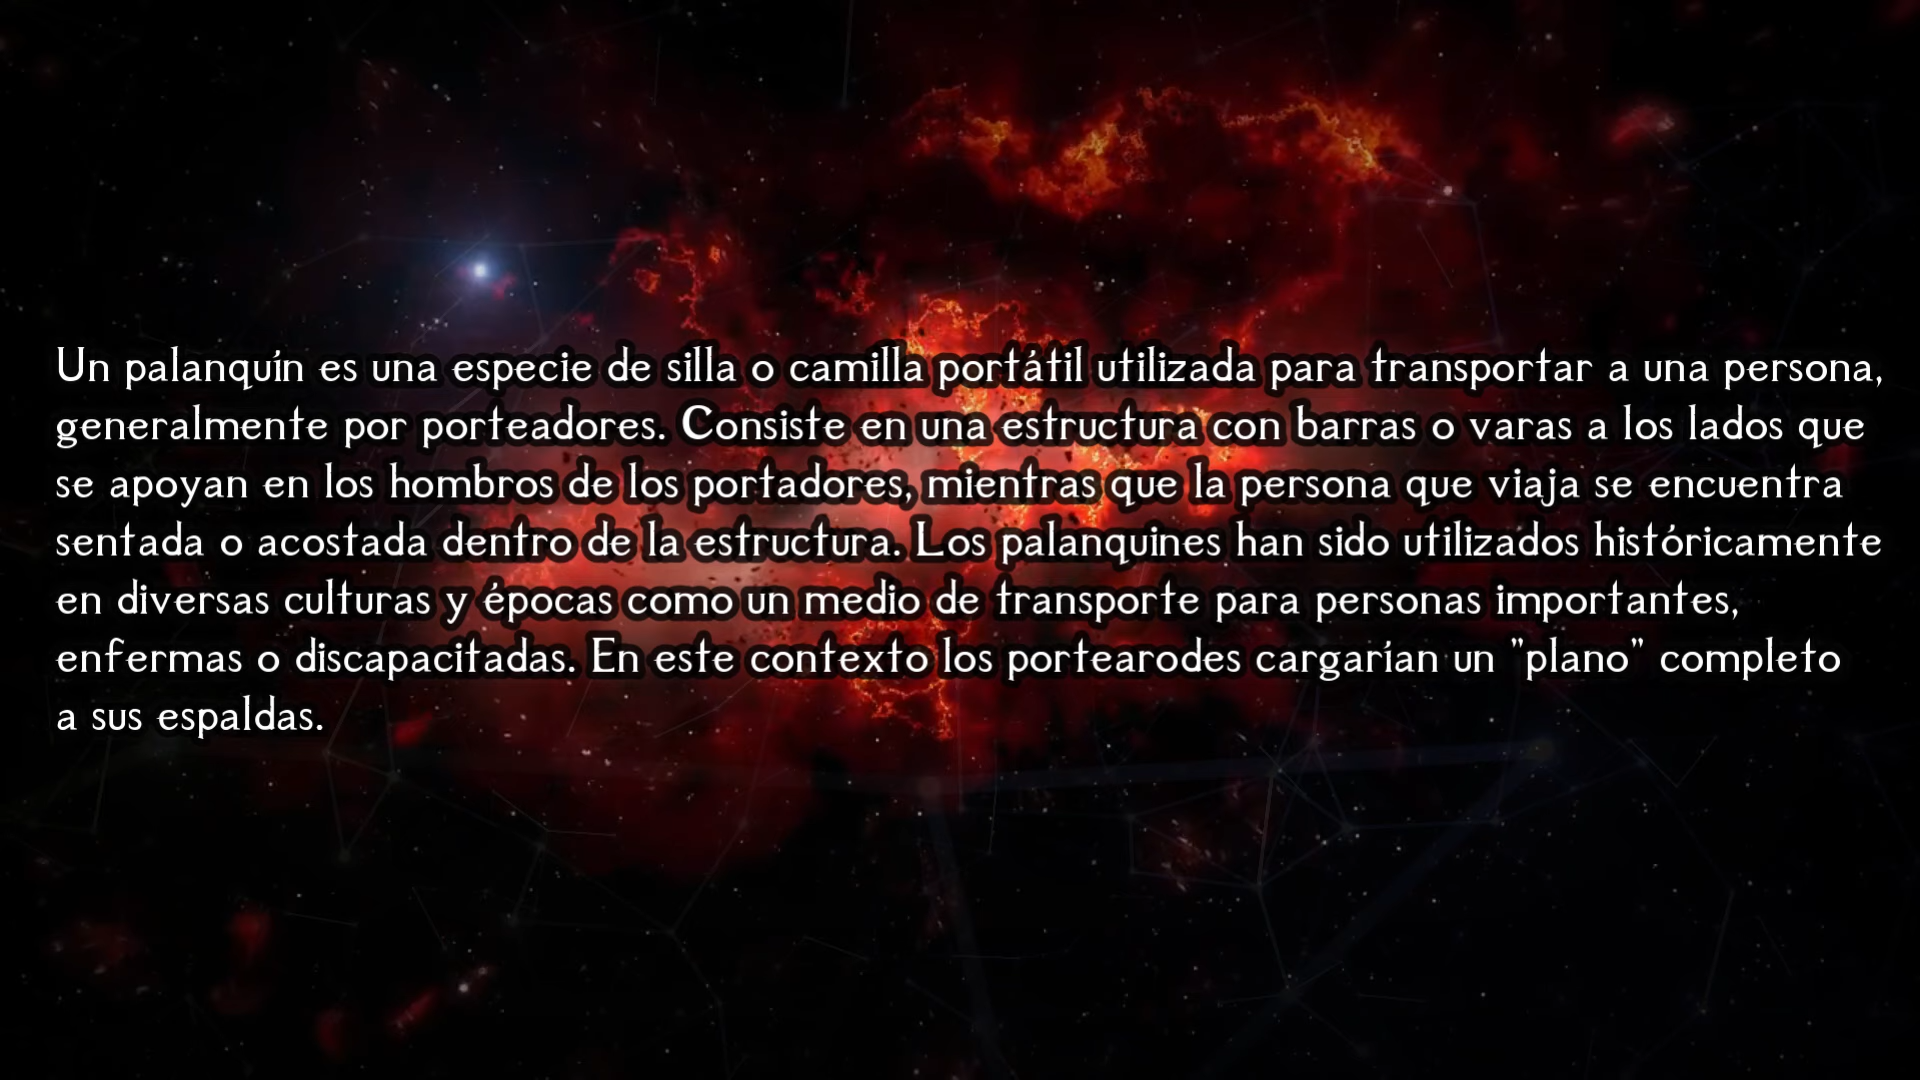 Un palanquín es una especie de silla o camilla portátil utilizada para transportar a una persona,
generalmente por porteadores. Consiste en una estructura con barras o varas a los lados que
se apoyan en los hombros de los portadores, mientras que la persona que viaja se encuentra
sentada o acostada dentro de la estructura. Los palanquines han sido utilizados históricamente
en diversas culturas y épocas como un medio de transporte para personas importantes,
enfermas o discapacitadas. En este contexto los portearodes cargarían un "plano" completo
a sus espaldas.